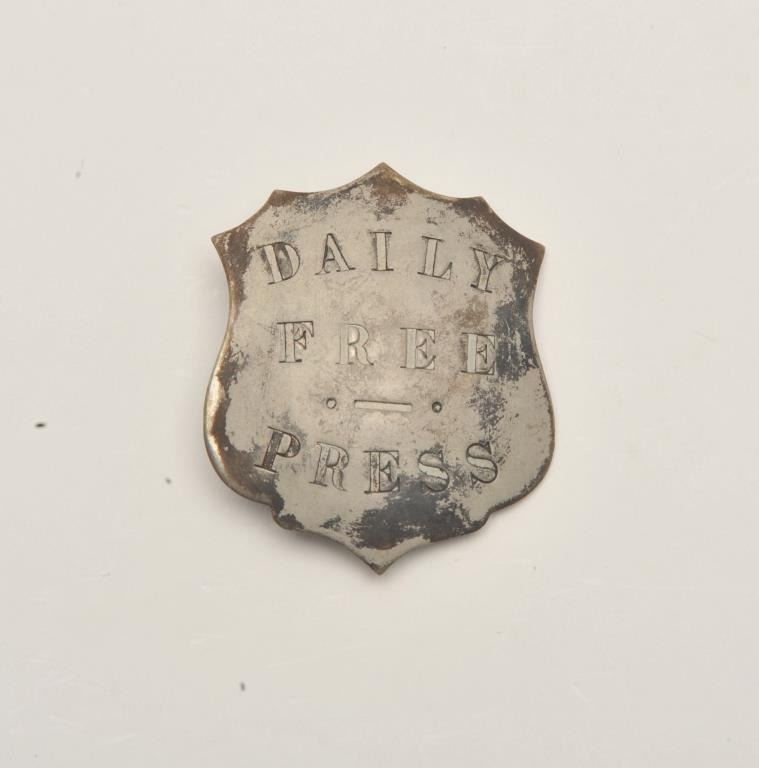 DAILY
FREE
· — ·
PRESS